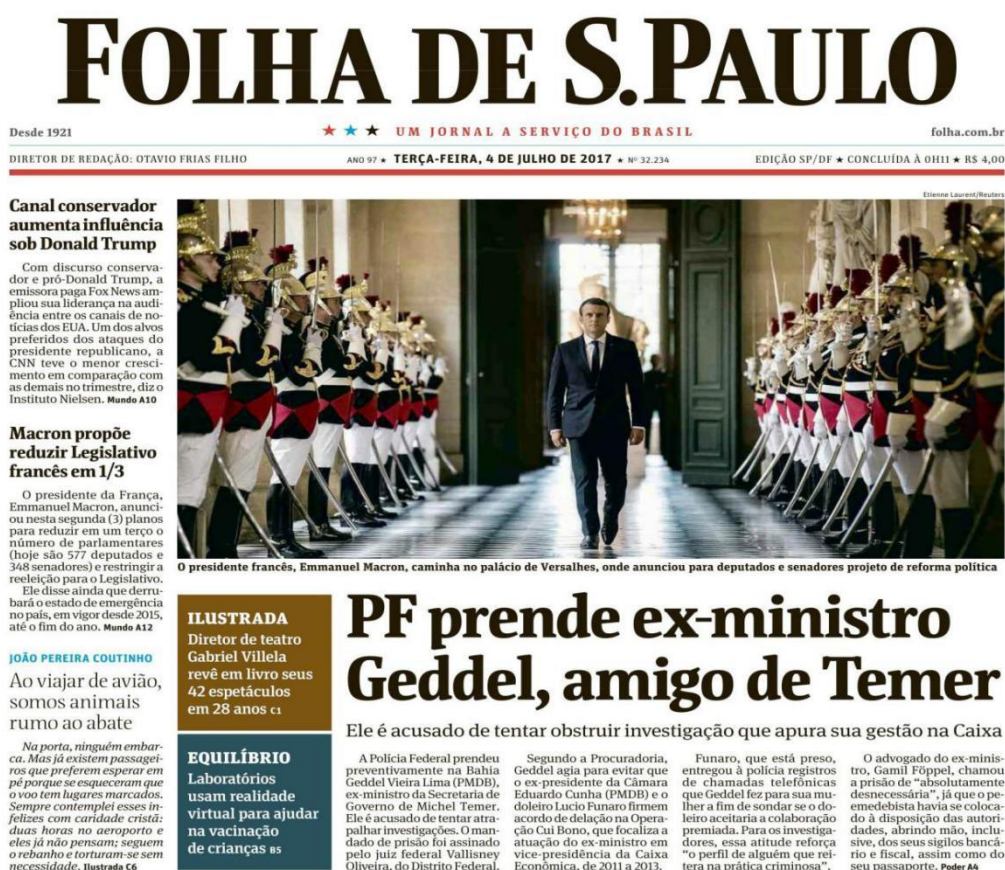 FOLHA DE S.PAULO
Desde 1921
★ ★ ★ UM JORNAL A SERVIÇO DO BRASIL
folha.com.br
DIRETOR DE REDAÇÃO: OTAVIO FRIAS FILHO
ANO 97 ★ TERÇA-FEIRA, 4 DE JULHO DE 2017 ★ Nº 32.234
EDIÇÃO SP/DF ★ CONCLUÍDA À 0H11 ★ R$ 4,00
Canal conservador
aumenta influência
sob Donald Trump
Com discurso conserva-
dor e pró-Donald Trump, a
emissora paga Fox News am-
pliou sua liderança na audi-
ência entre os canais de no-
tícias dos EUA. Um dos alvos
preferidos dos ataques do
presidente republicano, a
CNN teve o menor cresci-
mento em comparação com
as demais no trimestre, diz o
Instituto Nielsen. Mundo A10
Macron propõe
reduzir Legislativo
francês em 1/3
O presidente da França,
Emmanuel Macron, anunci-
ou nesta segunda (3) planos
para reduzir em um terço o
número de parlamentares
(hoje são 577 deputados e
348 senadores) e restringir a
reeleição para o Legislativo.
Ele disse ainda que derru-
bará o estado de emergência
no país, em vigor desde 2015,
até o fim do ano. Mundo A12
JOÃO PEREIRA COUTINHO
Ao viajar de avião,
somos animais
rumo ao abate
Na porta, ninguém embar-
ca. Mas já existem passagei-
ros que preferem esperar em
pé porque se esqueceram que
o voo tem lugares marcados.
Sempre contemplei esses in-
felizes com caridade cristã:
duas horas no aeroporto e
eles já não pensam; seguem
o rebanho e torturam-se sem
necessidade. Ilustrada C6
Etienne Laurent/Reuters
O presidente francês, Emmanuel Macron, caminha no palácio de Versalhes, onde anunciou para deputados e senadores projeto de reforma política
ILUSTRADA
Diretor de teatro
Gabriel Villela
revê em livro seus
42 espetáculos
em 28 anos C1
EQUILÍBRIO
Laboratórios
usam realidade
virtual para ajudar
na vacinação
de crianças B5
PF prende ex-ministro
Geddel, amigo de Temer
Ele é acusado de tentar obstruir investigação que apura sua gestão na Caixa
A Polícia Federal prendeu
preventivamente na Bahia
Geddel Vieira Lima (PMDB),
ex-ministro da Secretaria de
Governo de Michel Temer.
Ele é acusado de tentar atra-
palhar investigações. O man-
dado de prisão foi assinado
pelo juiz federal Vallisney
Oliveira, do Distrito Federal.
Segundo a Procuradoria,
Geddel agia para evitar que
o ex-presidente da Câmara
Eduardo Cunha (PMDB) e o
doleiro Lucio Funaro firmem
acordo de delação na Opera-
ção Cui Bono, que focaliza a
atuação do ex-ministro em
vice-presidência da Caixa
Econômica, de 2011 a 2013.
Funaro, que está preso,
entregou à polícia registros
de chamadas telefônicas
que Geddel fez para sua mu-
lher a fim de sondar se o do-
leiro aceitaria a colaboração
premiada. Para os investiga-
dores, essa atitude reforça
"o perfil de alguém que rei-
tera na prática criminosa".
O advogado do ex-minis-
tro, Gamil Föppel, chamou
a prisão de "absolutamente
desnecessária", já que o pe-
emedebista havia se coloca-
do à disposição das autori-
dades, abrindo mão, inclu-
sive, dos seus sigilos bancá-
rio e fiscal, assim como do
seu passaporte. Poder A4